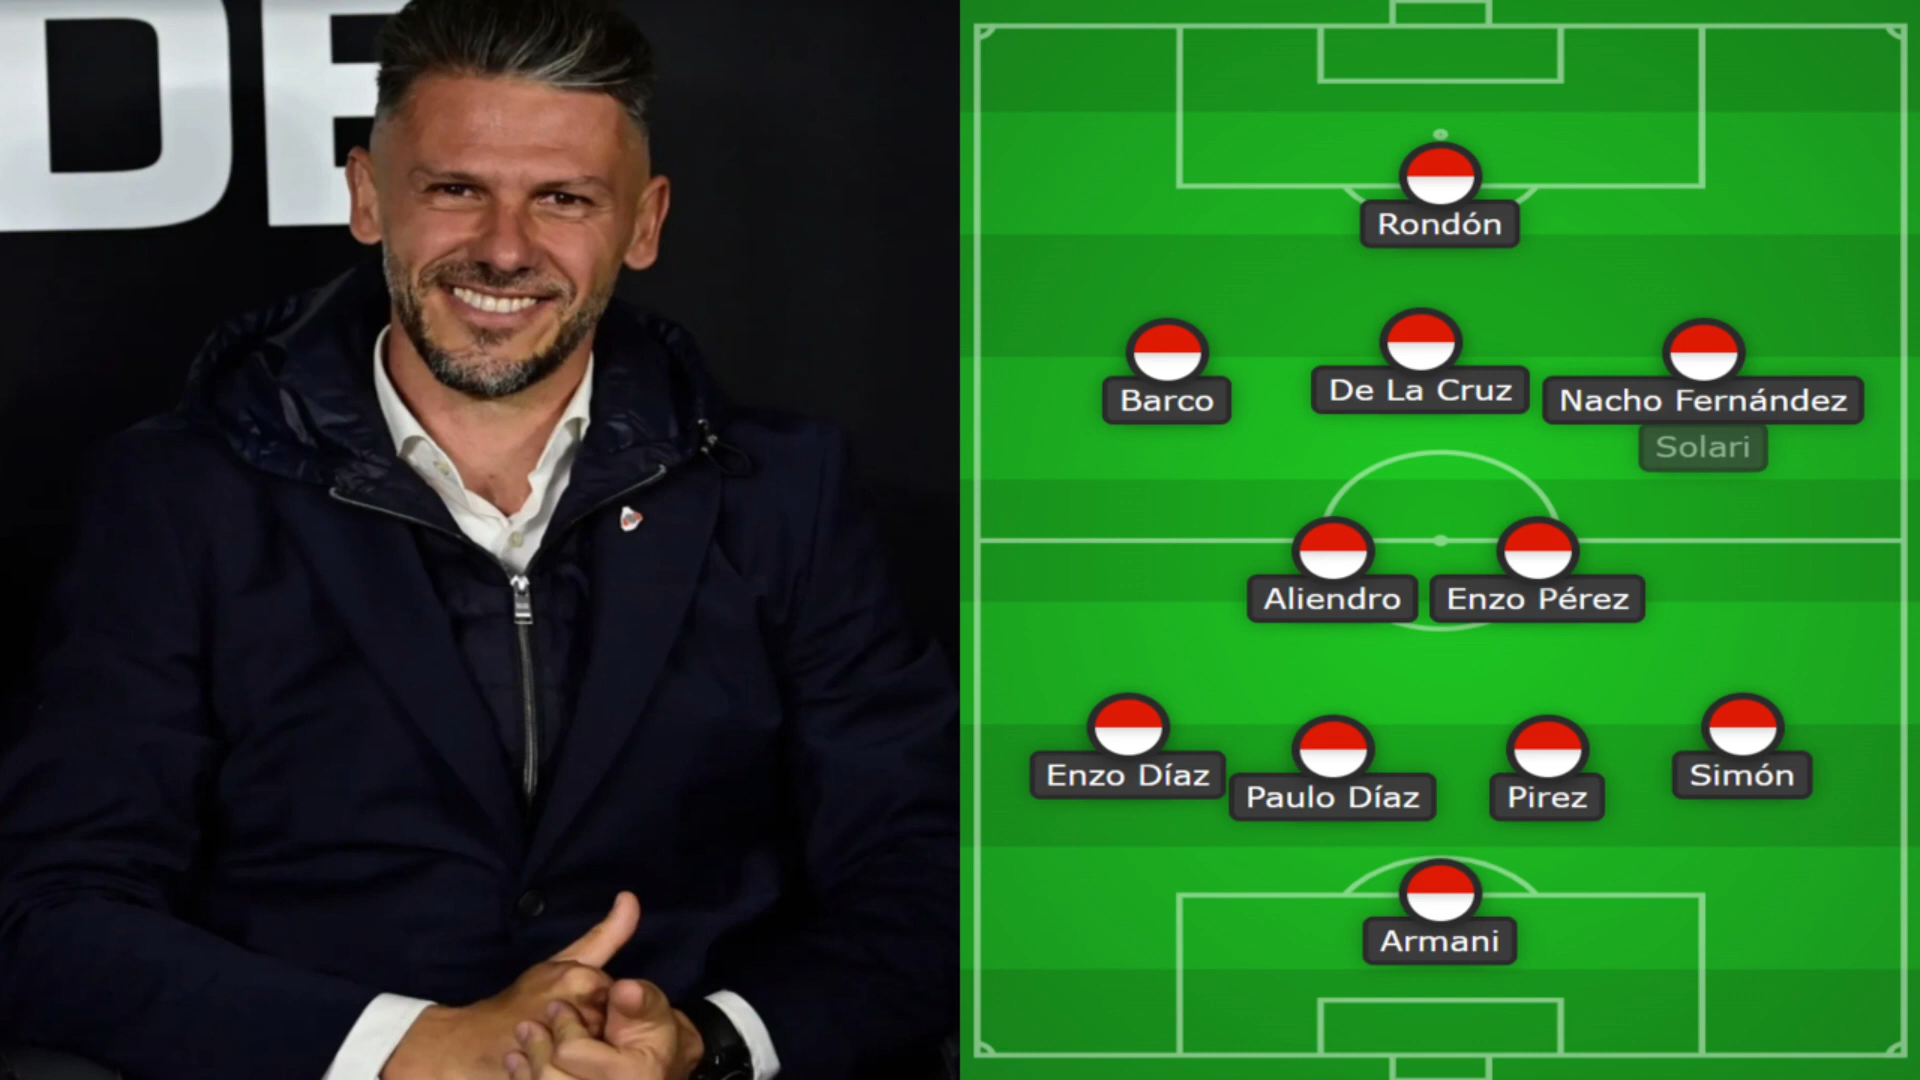 DE
Rondón
Barco
De La Cruz
Nacho Fernández
Solari
Aliendro
Enzo Pérez
Enzo Díaz
Paulo Díaz
Pirez
Simón
Armani